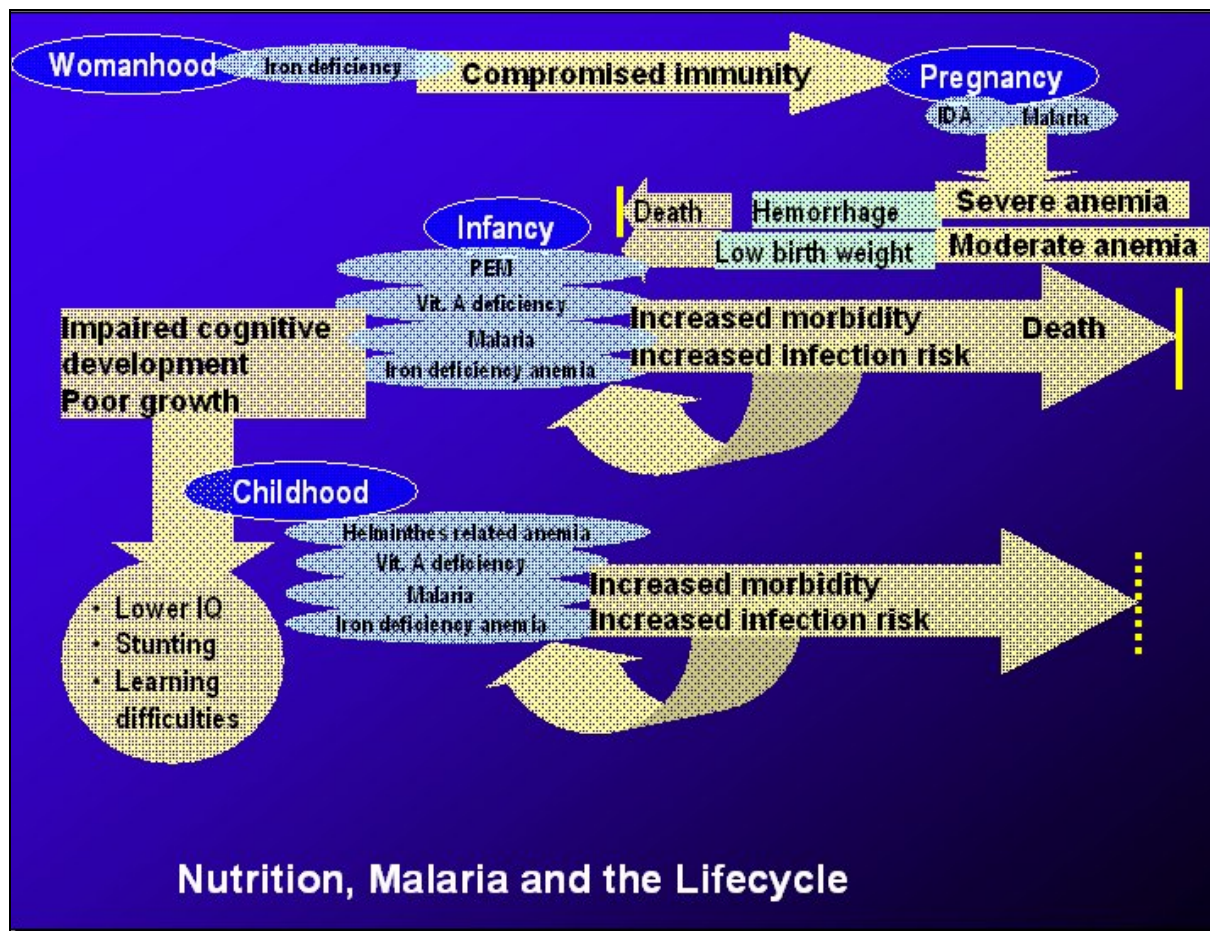 Womanhood
Iron deficiency
Compromised immunity
Pregnancy
IDA
Malaria
Severe anemia
Hemorrhage
Death
Moderate anemia
Low birth weight
Infancy
PEM
Vit. A deficiency
Malaria
Iron deficiency anemia
Increased morbidity
Increased infection risk
Death
Impaired cognitive
development
Poor growth
Childhood
Helminthes related anemia
Vit. A deficiency
Malaria
Iron deficiency anemia
Increased morbidity
Increased infection risk
• Lower IQ
• Stunting
• Learning
difficulties
Nutrition, Malaria and the Lifecycle